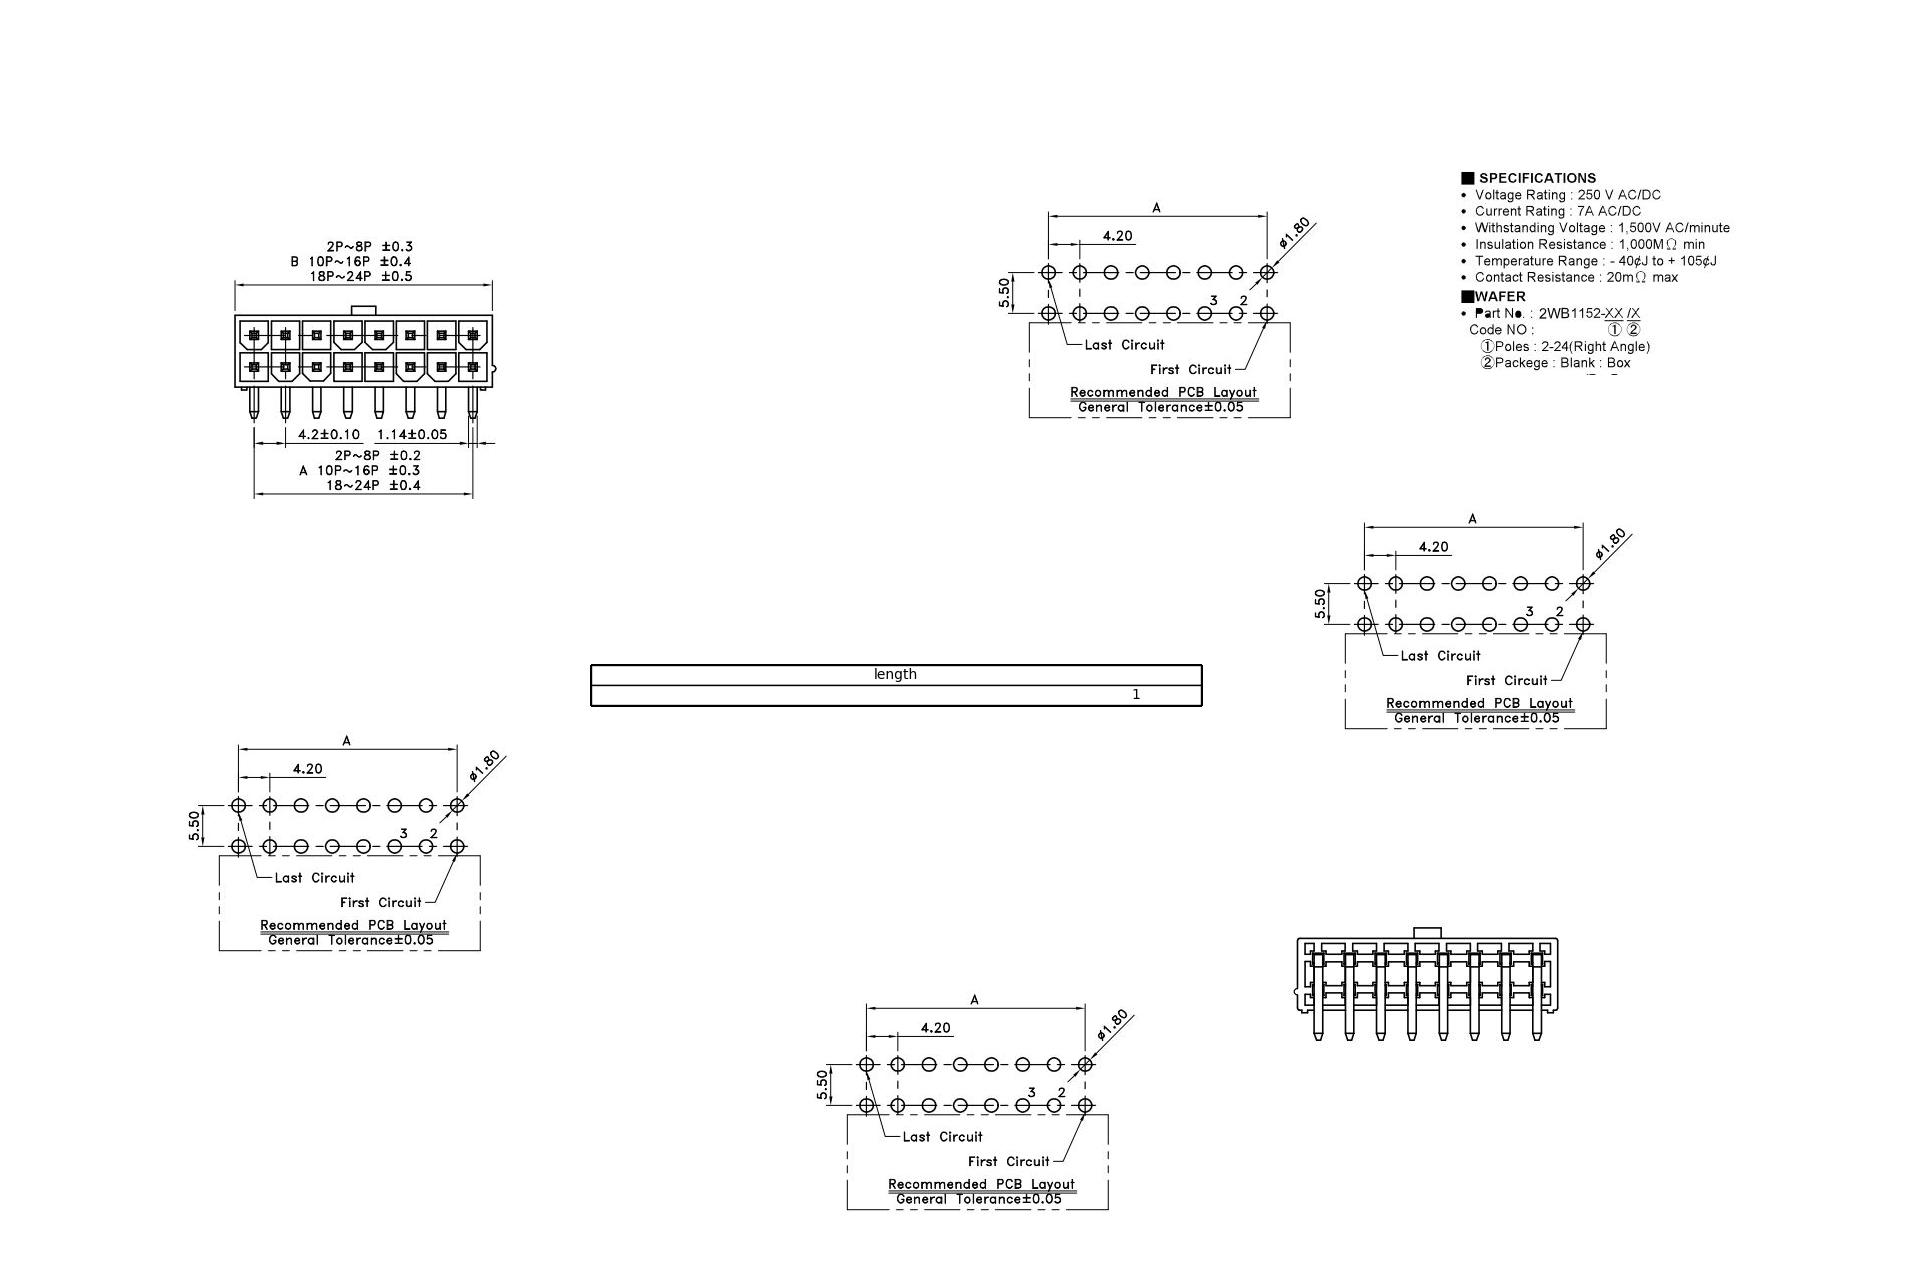 2P~8P ±0.3
B 10P~16P ±0.4
18P~24P ±0.5
4.2±0.10 1.14±0.05
2P~8P ±0.2
A 10P~16P ±0.3
18~24P ±0.4
A
4.20
ø1.80
5.50
3 2
Last Circuit
First Circuit
Recommended PCB Layout
General Tolerance±0.05
■ SPECIFICATIONS
• Voltage Rating : 250 V AC/DC
• Current Rating : 7A AC/DC
• Withstanding Voltage : 1,500V AC/minute
• Insulation Resistance : 1,000MΩ min
• Temperature Range : - 40¢J to + 105¢J
• Contact Resistance : 20mΩ max
■WAFER
• Part No. : 2WB1152-XX /X
Code NO : ① ②
①Poles : 2-24(Right Angle)
②Packege : Blank : Box
A
4.20
ø1.80
5.50
3 2
Last Circuit
First Circuit
Recommended PCB Layout
General Tolerance±0.05
length
1
A
4.20
ø1.80
5.50
3 2
Last Circuit
First Circuit
Recommended PCB Layout
General Tolerance±0.05
A
4.20
ø1.80
5.50
3 2
Last Circuit
First Circuit
Recommended PCB Layout
General Tolerance±0.05